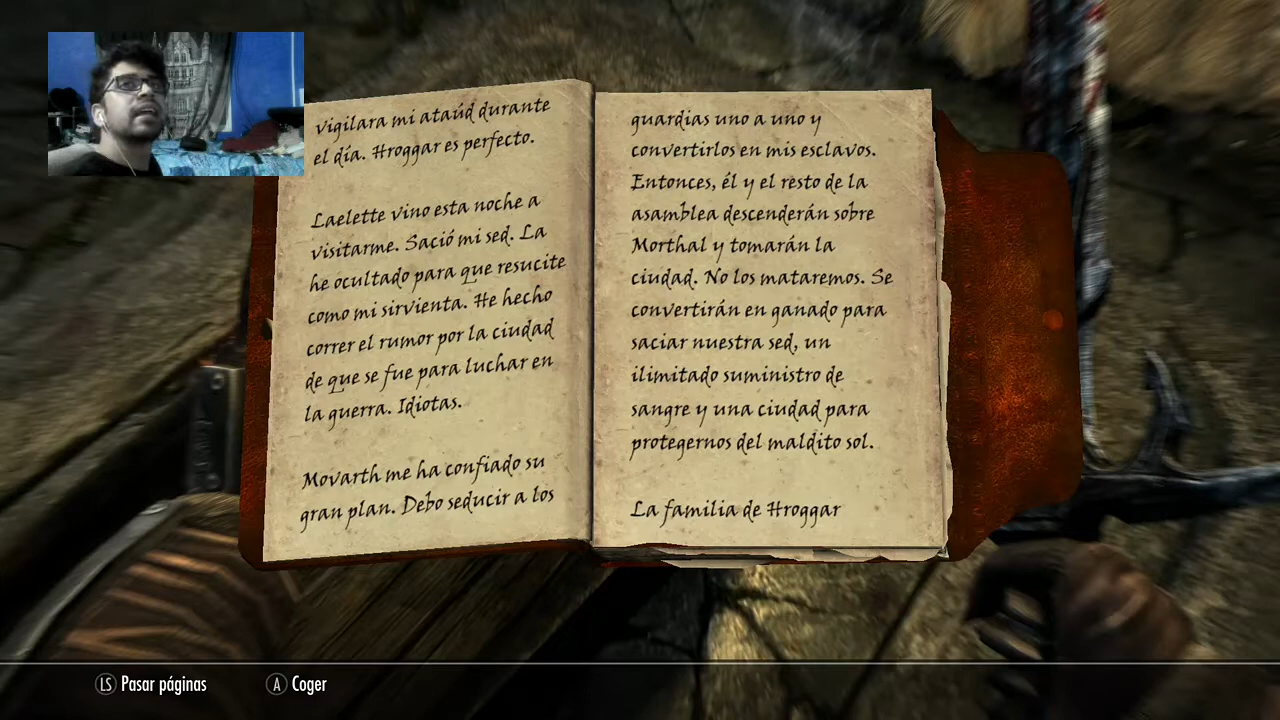 vigilara mi ataúd durante
el día. Hroggar es perfecto.
Laelette vino esta noche a
visitarme. Sació mi sed. La
he ocultado para que resucite
como mi sirvienta. He hecho
correr el rumor por la ciudad
de que se fue para luchar en
la guerra. Idiotas.
Movarth me ha confiado su
gran plan. Debo seducir a los
guardias uno a uno y
convertirlos en mis esclavos.
Entonces, él y el resto de la
asamblea descenderán sobre
Morthal y tomarán la
ciudad. No los mataremos. Se
convertirán en ganado para
saciar nuestra sed, un
ilimitado suministro de
sangre y una ciudad para
protegernos del maldito sol.
La familia de Hroggar
LS Pasar páginas
A Coger